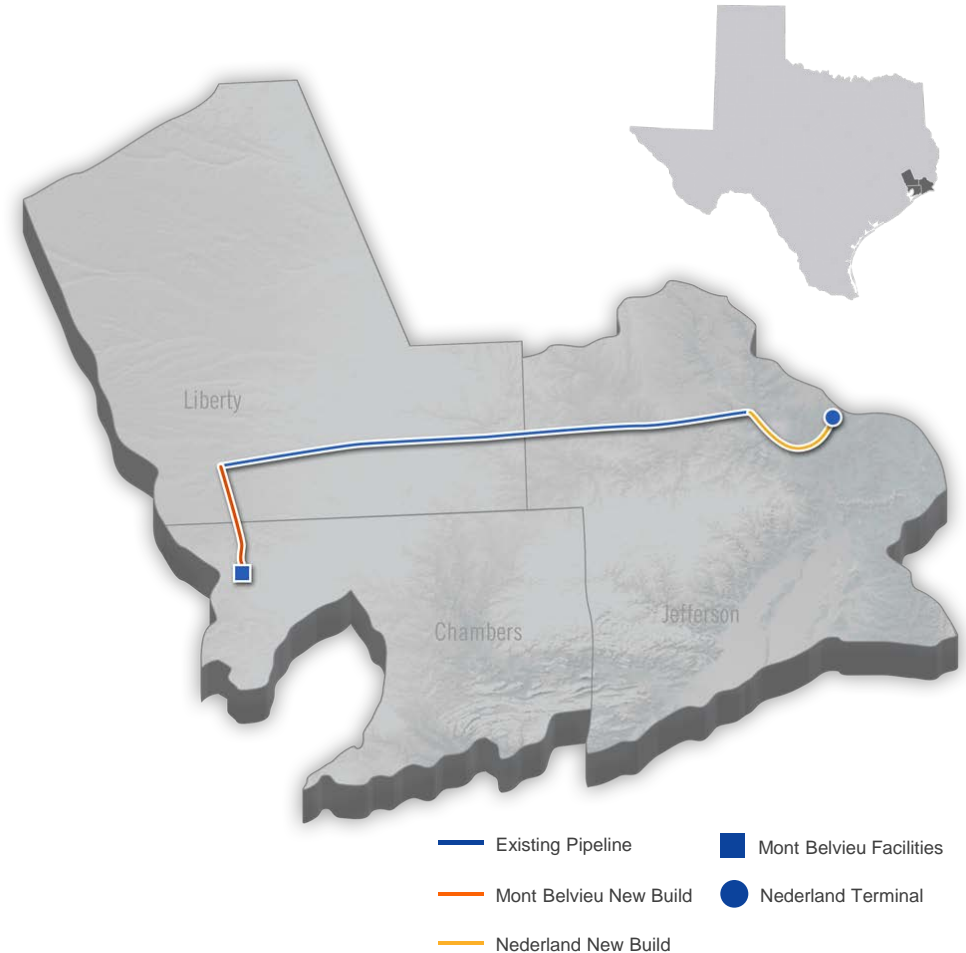 Liberty
Chambers
Jefferson
Existing Pipeline
Mont Belvieu Facilities
Mont Belvieu New Build
Nederland Terminal
Nederland New Build